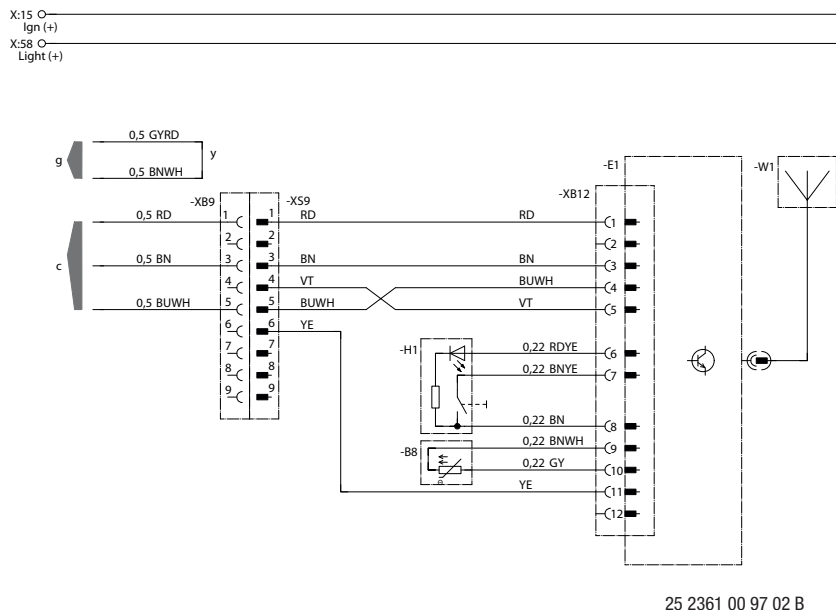 X:15
Ign (+)
X:58
Light (+)
0,5 GYRD
g
y
0,5 BNWH
-E1
-W1
-XB9
-XS9
-XB12
0,5 RD 1 1 RD RD 1
2 2 2
c
0,5 BN 3 3 BN BN 3
4 4 VT BUWH 4
0,5 BUWH 5 5 BUWH VT 5
6 6 YE
7 7
8 8
9 9
-H1
0,22 RDYE 6
0,22 BNYE 7
0,22 BN 8
-B8
0,22 BNWH 9
0,22 GY 10
YE 11
12
25 2361 00 97 02 B